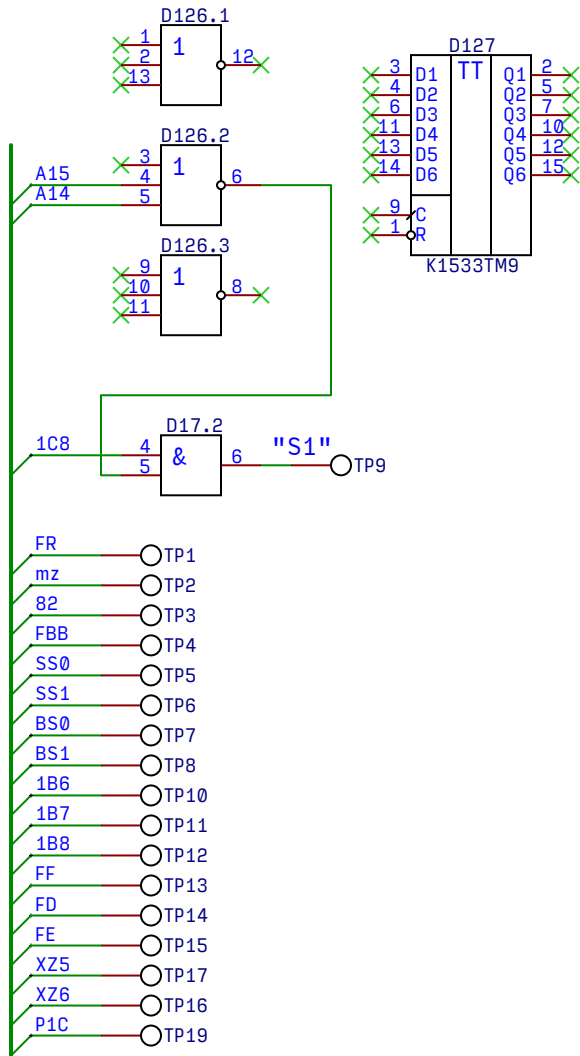 D126.1
1
2
13
1
12
D127
3 D1 TT Q1 2
4 D2 Q2 5
6 D3 Q3 7
11 D4 Q4 10
13 D5 Q5 12
14 D6 Q6 15
9 C
1 R
K1533TM9
D126.2
3
A15 4
A14 5
1
6
D126.3
9
10
11
1
8
D17.2
1C8 4
5
&
6
"S1"
TP9
FR TP1
mz TP2
82 TP3
FBB TP4
SS0 TP5
SS1 TP6
BS0 TP7
BS1 TP8
1B6 TP10
1B7 TP11
1B8 TP12
FF TP13
FD TP14
FE TP15
XZ5 TP17
XZ6 TP16
P1C TP19